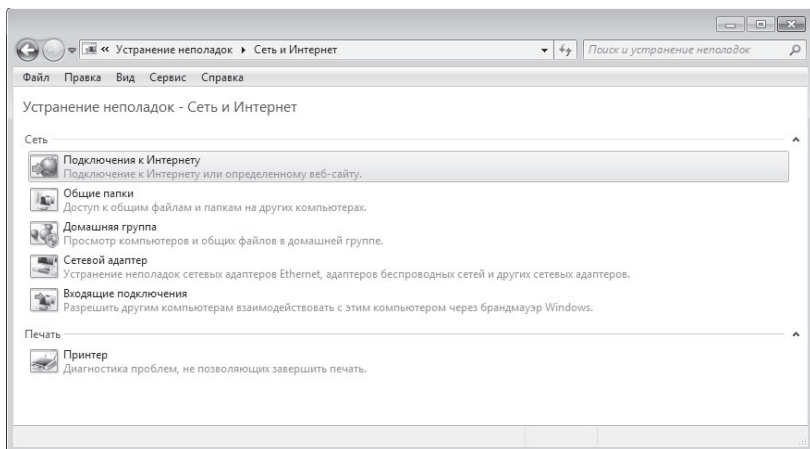 « Устранение неполадок ▸ Сеть и Интернет
Поиск и устранение неполадок
Файл Правка Вид Сервис Справка
Устранение неполадок - Сеть и Интернет
Сеть
Подключения к Интернету
Подключение к Интернету или определенному веб-сайту.
Общие папки
Доступ к общим файлам и папкам на других компьютерах.
Домашняя группа
Просмотр компьютеров и общих файлов в домашней группе.
Сетевой адаптер
Устранение неполадок сетевых адаптеров Ethernet, адаптеров беспроводных сетей и других сетевых адаптеров.
Входящие подключения
Разрешить другим компьютерам взаимодействовать с этим компьютером через брандмауэр Windows.
Печать
Принтер
Диагностика проблем, не позволяющих завершить печать.